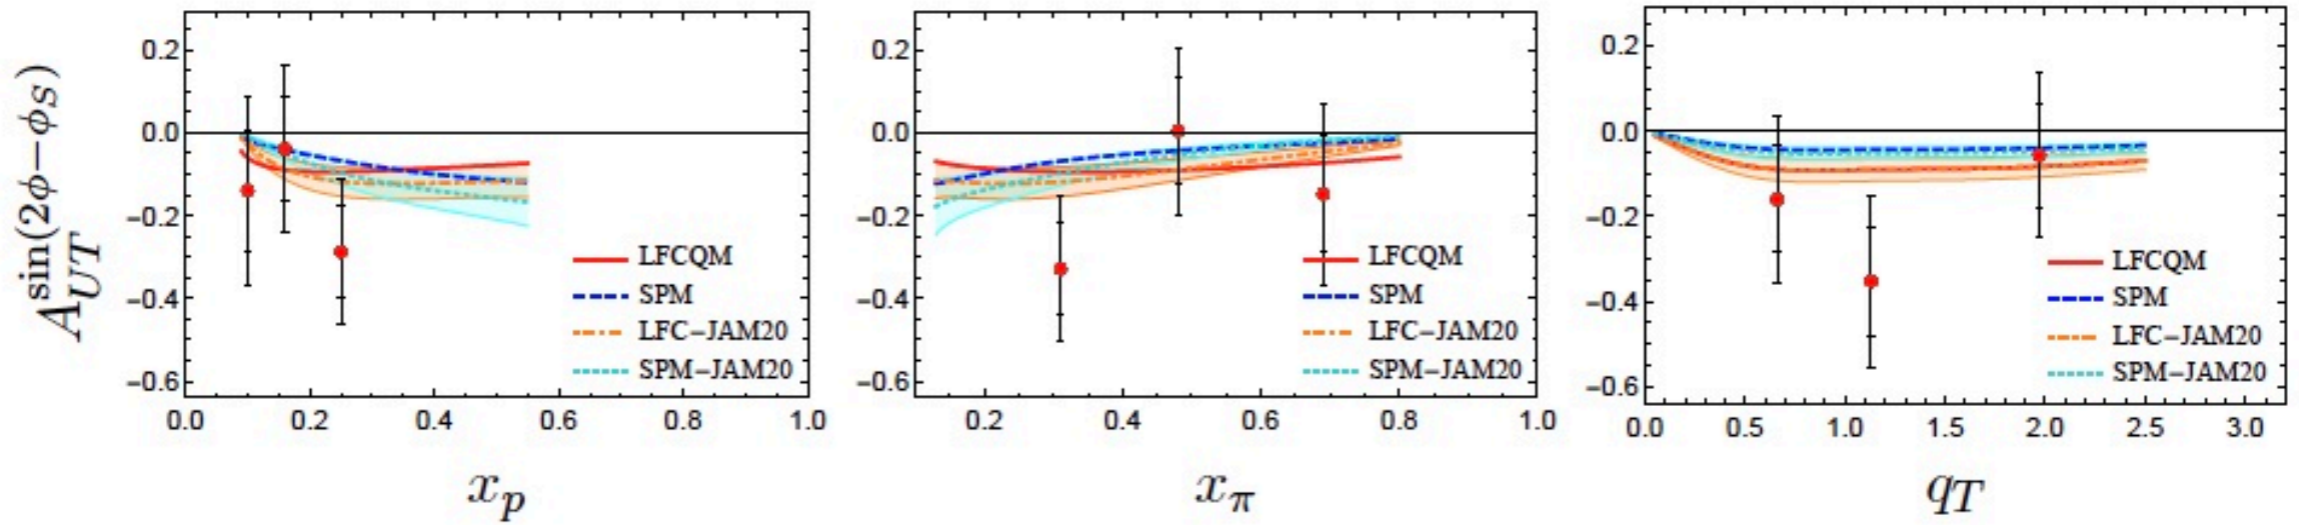 A_{UT}^{\sin(2\phi-\phi_S)}
0.2
0.0
−0.2
−0.4
−0.6
0.0 0.2 0.4 0.6 0.8 1.0
LFCQM
SPM
LFC−JAM20
SPM−JAM20
x_p
0.2
0.0
−0.2
−0.4
−0.6
0.2 0.4 0.6 0.8 1.0
LFCQM
SPM
LFC−JAM20
SPM−JAM20
x_π
0.2
0.0
−0.2
−0.4
−0.6
0.0 0.5 1.0 1.5 2.0 2.5 3.0
LFCQM
SPM
LFC−JAM20
SPM−JAM20
q_T